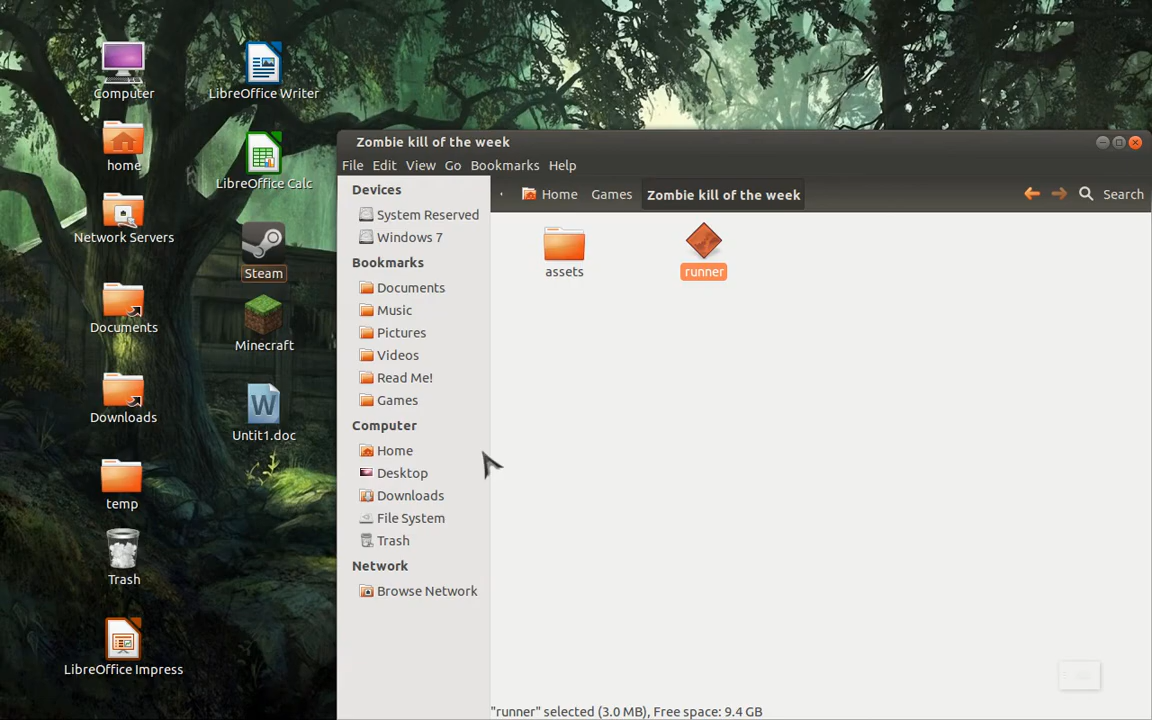 Computer
home
Network Servers
Documents
Downloads
temp
Trash
LibreOffice Impress
LibreOffice Writer
LibreOffice Calc
Steam
Minecraft
Untit1.doc
Zombie kill of the week
File Edit View Go Bookmarks Help
Home Games Zombie kill of the week Search
Devices
System Reserved
Windows 7
Bookmarks
Documents
Music
Pictures
Videos
Read Me!
Games
Computer
Home
Desktop
Downloads
File System
Trash
Network
Browse Network
assets
runner
"runner" selected (3.0 MB), Free space: 9.4 GB